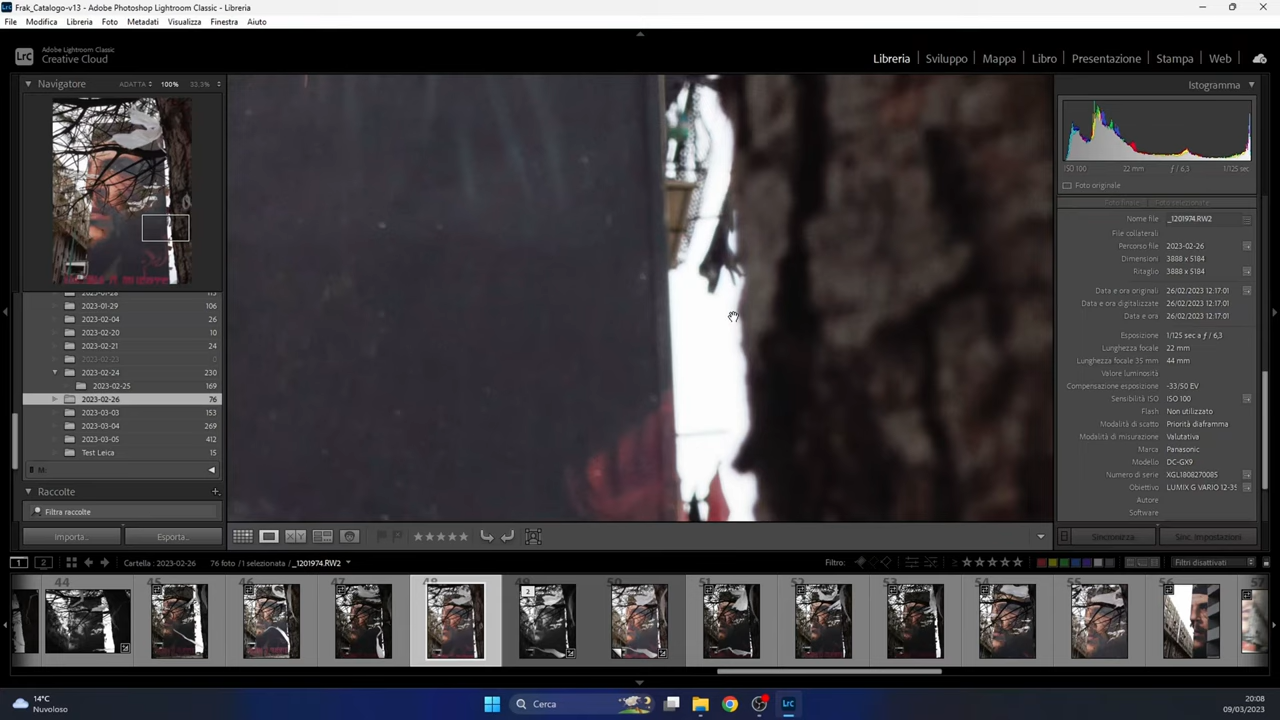 Frak_Catalogo-v13 - Adobe Photoshop Lightroom Classic - Libreria
File Modifica Libreria Foto Metadati Visualizza Finestra Aiuto
Lrc Adobe Lightroom Classic
Creative Cloud
Libreria | Sviluppo | Mappa | Libro | Presentazione | Stampa | Web
Navigatore ADATTA 100% 33,3%
Istogramma
ISO 100 22 mm ƒ / 6,3 1/125 sec
Foto originale
Nome file _1201974.RW2
File collaterali
Percorso file 2023-02-26
Dimensioni 3888 x 5184
Ritaglio 3888 x 5184
Data e ora originali 26/02/2023 12:17:01
Data e ora digitalizzate 26/02/2023 12:17:01
Data e ora 26/02/2023 12:17:01
Esposizione 1/125 sec a ƒ / 6,3
Lunghezza focale 22 mm
Lunghezza focale 35 mm 44 mm
Valore luminosità
Compensazione esposizione -33/50 EV
Sensibilità ISO ISO 100
Flash Non utilizzato
Modalità di scatto Priorità diaframma
Modalità di misurazione Valutativa
Marca Panasonic
Modello DC-GX9
Numero di serie XGL1808270085
Obiettivo LUMIX G VARIO 12-35
Autore
Software
2023-01-29 106
2023-02-04 26
2023-02-20 10
2023-02-21 24
2023-02-23 0
2023-02-24 230
2023-02-25 169
2023-02-26 76
2023-03-03 153
2023-03-04 269
2023-03-05 412
Test Leica 15
Raccolte
Filtra raccolte
Importa... Esporta...
Sincronizza Sinc. impostazioni
1 2 Cartella : 2023-02-26 76 foto /1 selezionata / _1201974.RW2 Filtro: Filtri disattivati
44 45 46 47 48 49 50 51 52 53 54 55 56 57
2
14°C
Nuvoloso
Cerca
Lrc
20:08
09/03/2023